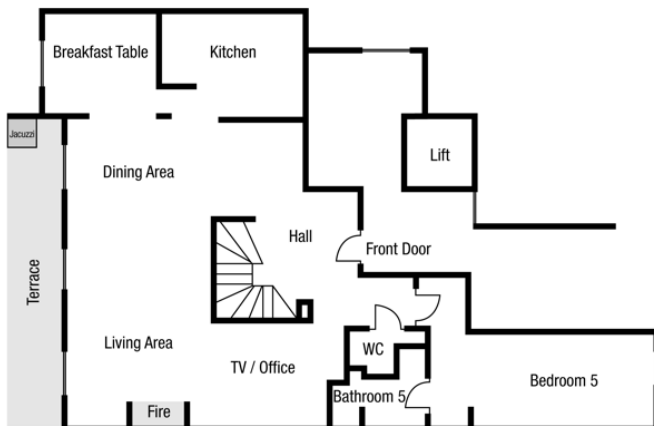 Breakfast Table
Kitchen
Jacuzzi
Lift
Dining Area
Hall
Front Door
Terrace
Living Area
WC
TV / Office
Bedroom 5
Bathroom 5
Fire